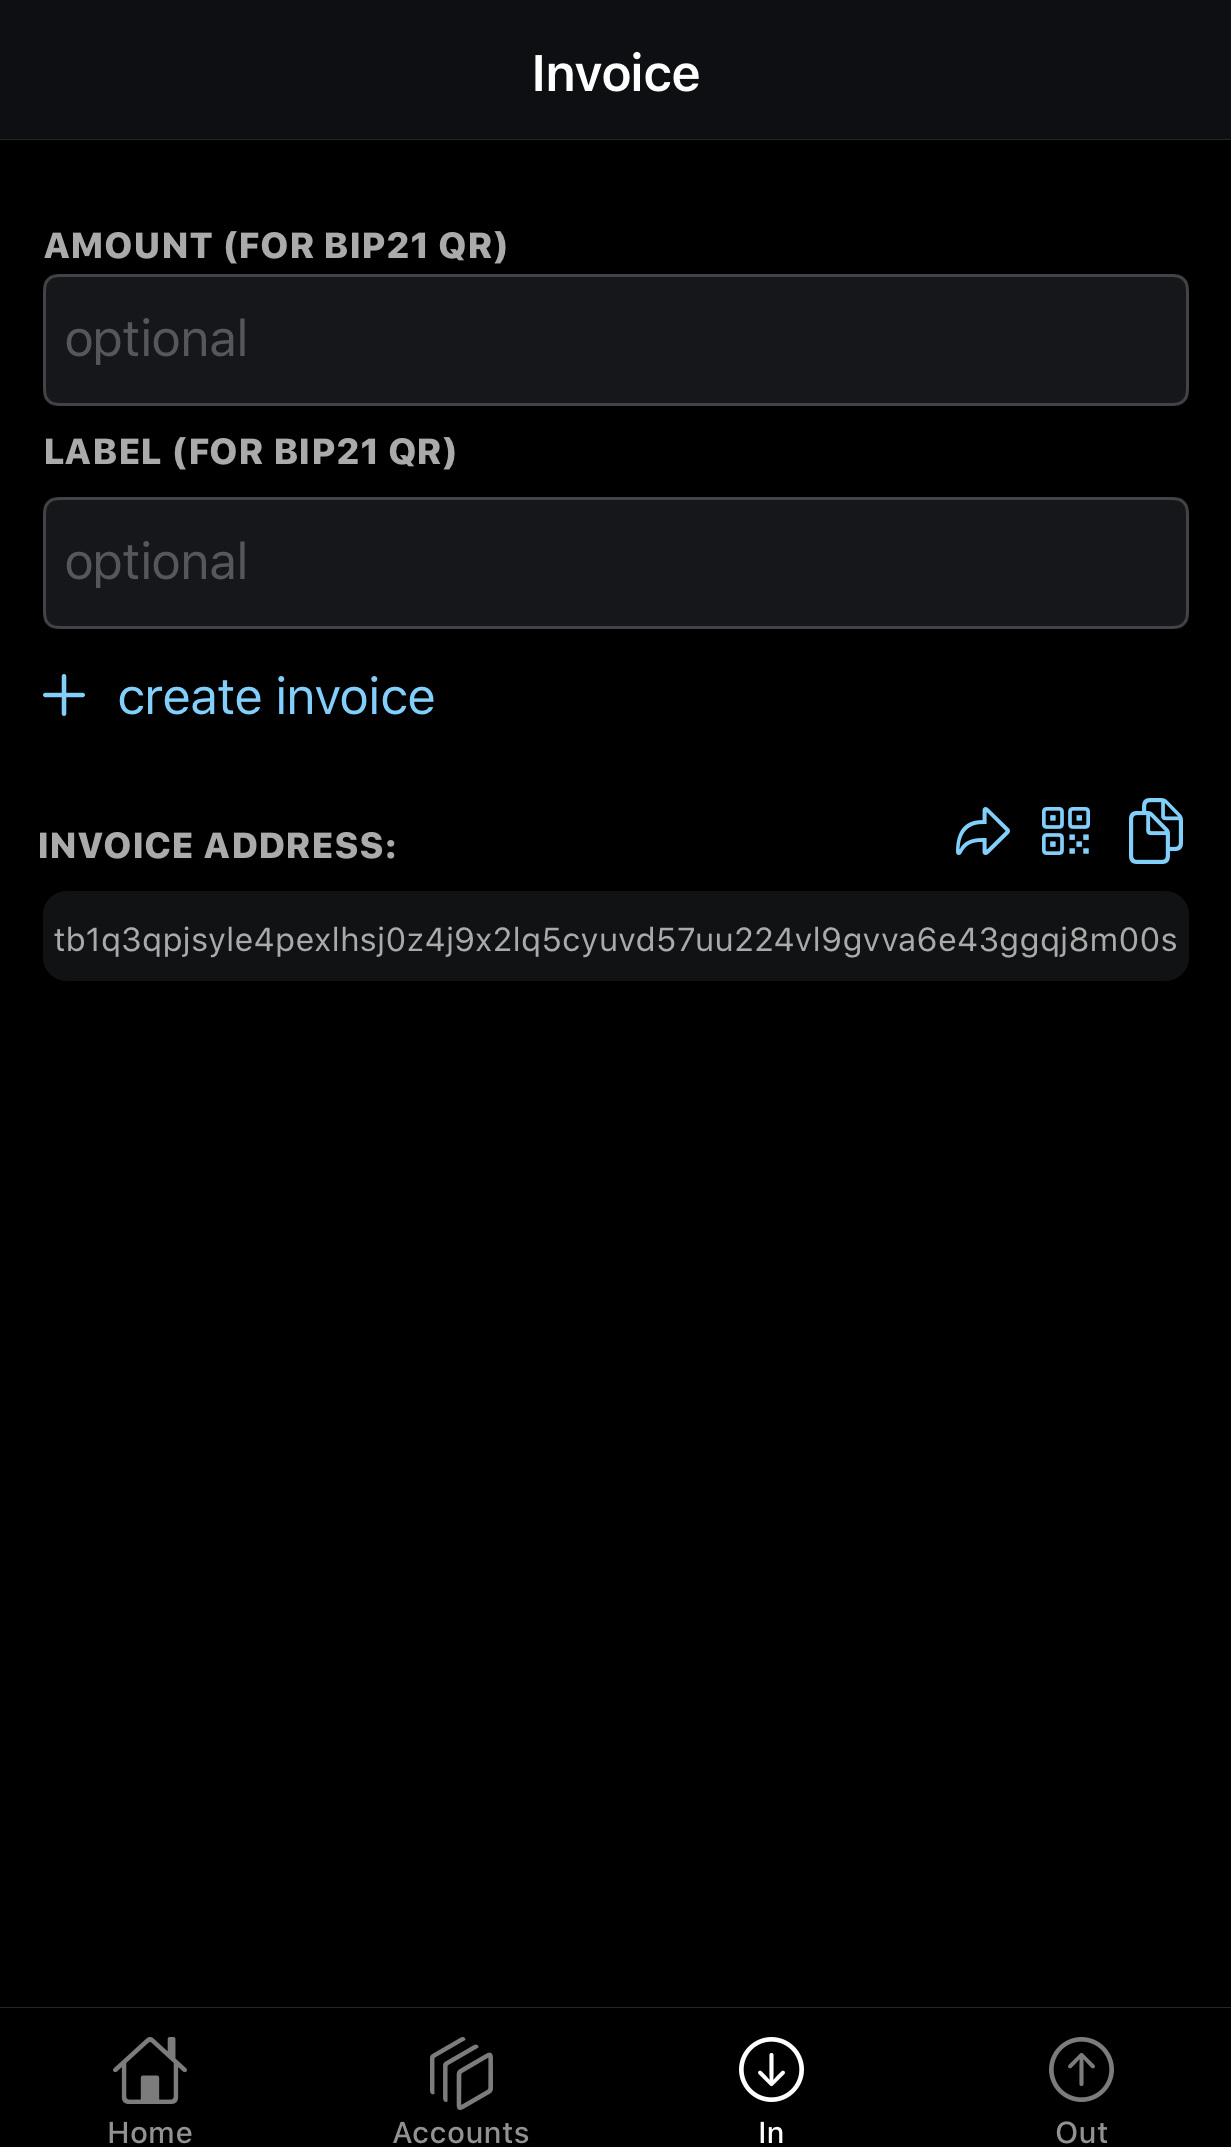 Invoice
AMOUNT (FOR BIP21 QR)
optional
LABEL (FOR BIP21 QR)
optional
create invoice
INVOICE ADDRESS:
tb1q3qpjsyle4pexlhsj0z4j9x2lq5cyuvd57uu224vl9gvva6e43ggqj8m00s
Home Accounts In Out